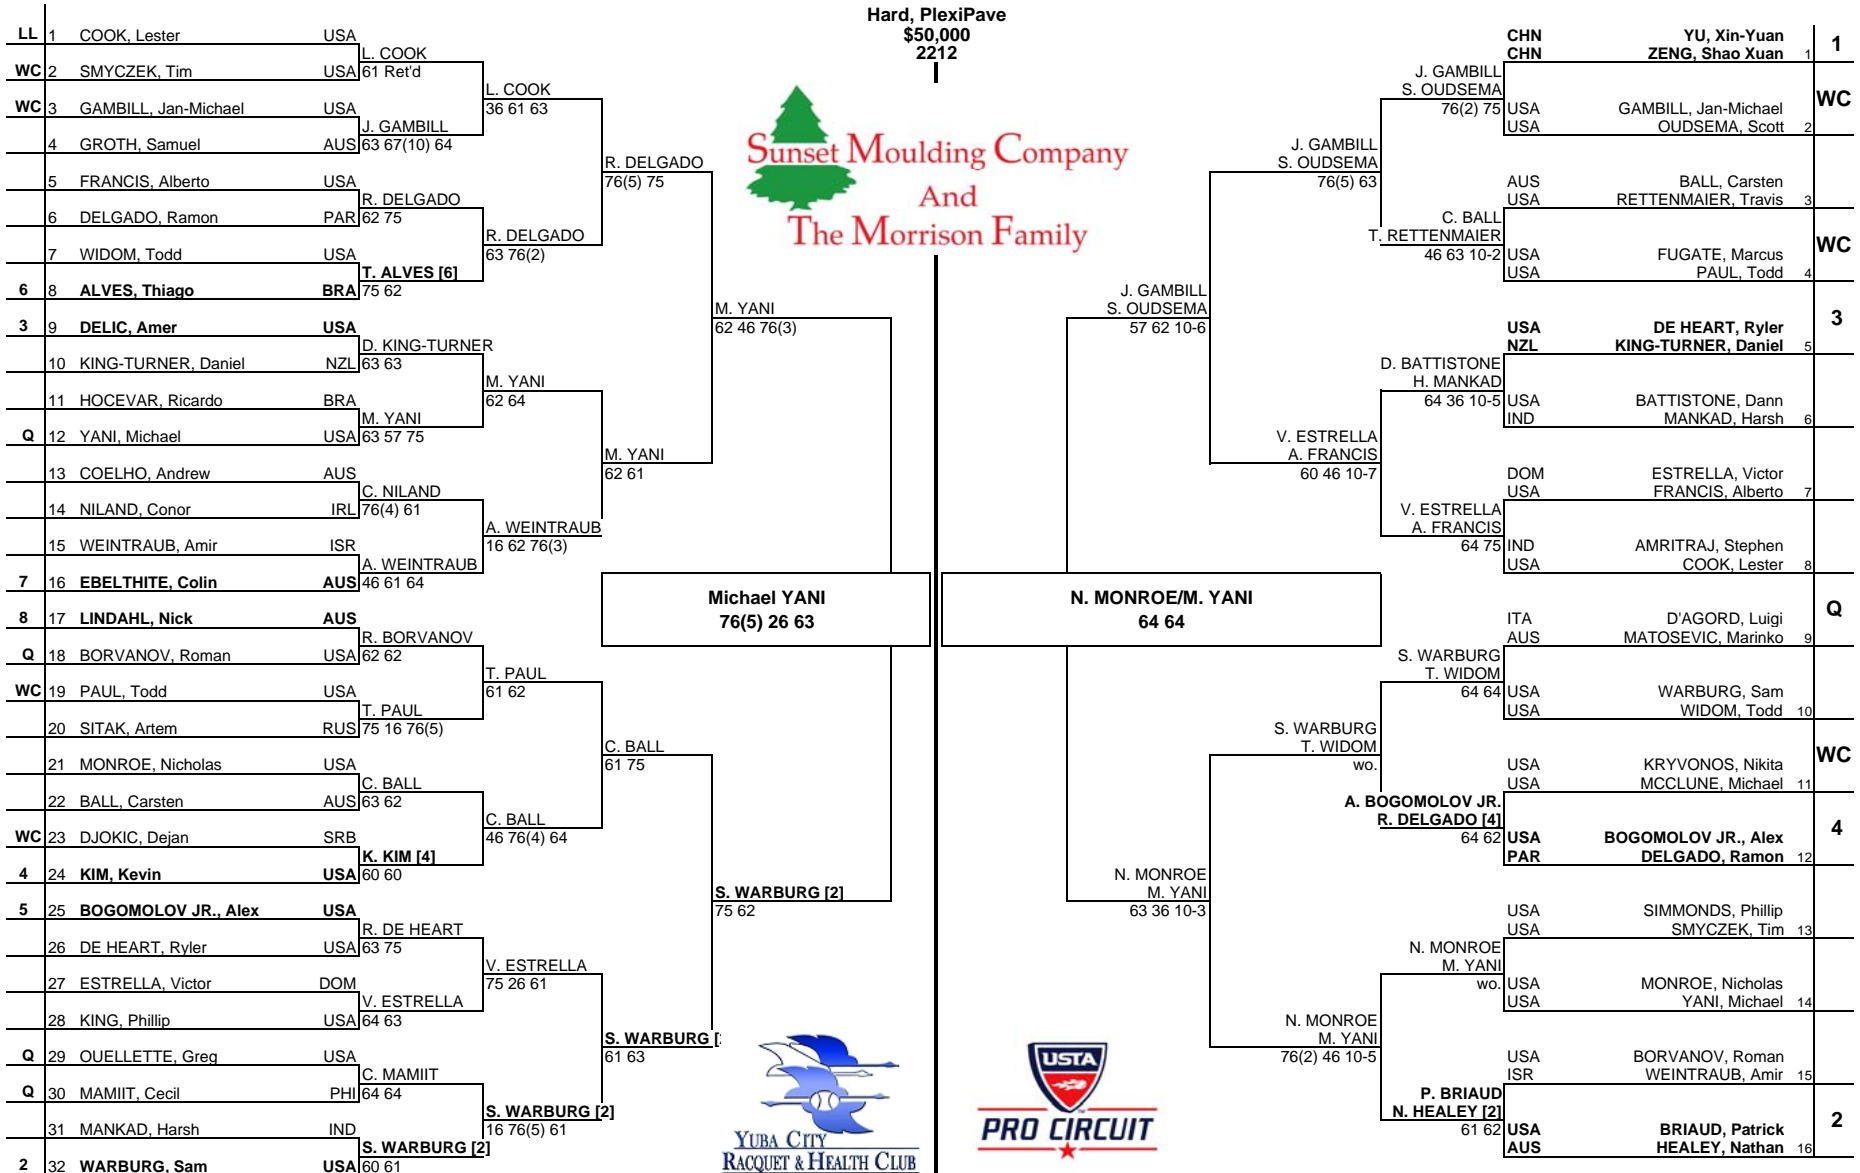 Hard, PlexiPave
$50,000
2212
LL 1 COOK, Lester USA
WC 2 SMYCZEK, Tim USA
WC 3 GAMBILL, Jan-Michael USA
4 GROTH, Samuel AUS
5 FRANCIS, Alberto USA
6 DELGADO, Ramon PAR
7 WIDOM, Todd USA
6 8 ALVES, Thiago BRA
3 9 DELIC, Amer USA
10 KING-TURNER, Daniel NZL
11 HOCEVAR, Ricardo BRA
Q 12 YANI, Michael USA
13 COELHO, Andrew AUS
14 NILAND, Conor IRL
15 WEINTRAUB, Amir ISR
7 16 EBELTHITE, Colin AUS
8 17 LINDAHL, Nick AUS
Q 18 BORVANOV, Roman USA
WC 19 PAUL, Todd USA
20 SITAK, Artem RUS
21 MONROE, Nicholas USA
22 BALL, Carsten AUS
WC 23 DJOKIC, Dejan SRB
4 24 KIM, Kevin USA
5 25 BOGOMOLOV JR., Alex USA
26 DE HEART, Ryler USA
27 ESTRELLA, Victor DOM
28 KING, Phillip USA
Q 29 OUELLETTE, Greg USA
Q 30 MAMIIT, Cecil PHI
31 MANKAD, Harsh IND
2 32 WARBURG, Sam USA
L. COOK
61 Ret'd
J. GAMBILL
63 67(10) 64
R. DELGADO
62 75
T. ALVES [6]
75 62
D. KING-TURNER
63 63
M. YANI
63 57 75
C. NILAND
76(4) 61
A. WEINTRAUB
46 61 64
R. BORVANOV
62 62
T. PAUL
75 16 76(5)
C. BALL
63 62
K. KIM [4]
60 60
R. DE HEART
63 75
V. ESTRELLA
64 63
C. MAMIIT
64 64
S. WARBURG [2]
60 61
L. COOK
36 61 63
R. DELGADO
63 76(2)
M. YANI
62 64
A. WEINTRAUB
16 62 76(3)
T. PAUL
61 62
C. BALL
46 76(4) 64
V. ESTRELLA
75 26 61
S. WARBURG [2]
16 76(5) 61
R. DELGADO
76(5) 75
M. YANI
62 61
C. BALL
61 75
S. WARBURG [
61 63
M. YANI
62 46 76(3)
S. WARBURG [2]
75 62
Michael YANI
76(5) 26 63
Sunset Moulding Company
And
The Morrison Family
YUBA CITY
RACQUET & HEALTH CLUB
USTA
PRO CIRCUIT
N. MONROE/M. YANI
64 64
J. GAMBILL
S. OUDSEMA
57 62 10-6
N. MONROE
M. YANI
63 36 10-3
J. GAMBILL
S. OUDSEMA
76(5) 63
V. ESTRELLA
A. FRANCIS
60 46 10-7
S. WARBURG
T. WIDOM
wo.
N. MONROE
M. YANI
76(2) 46 10-5
J. GAMBILL
S. OUDSEMA
76(2) 75
C. BALL
T. RETTENMAIER
46 63 10-2
D. BATTISTONE
H. MANKAD
64 36 10-5
V. ESTRELLA
A. FRANCIS
64 75
S. WARBURG
T. WIDOM
64 64
A. BOGOMOLOV JR.
R. DELGADO [4]
64 62
N. MONROE
M. YANI
wo.
P. BRIAUD
N. HEALEY [2]
61 62
CHN YU, Xin-Yuan
CHN ZENG, Shao Xuan 1 1
USA GAMBILL, Jan-Michael WC
USA OUDSEMA, Scott 2
AUS BALL, Carsten
USA RETTENMAIER, Travis 3
USA FUGATE, Marcus WC
USA PAUL, Todd 4
USA DE HEART, Ryler 3
NZL KING-TURNER, Daniel 5
USA BATTISTONE, Dann
IND MANKAD, Harsh 6
DOM ESTRELLA, Victor
USA FRANCIS, Alberto 7
IND AMRITRAJ, Stephen
USA COOK, Lester 8
ITA D'AGORD, Luigi Q
AUS MATOSEVIC, Marinko 9
USA WARBURG, Sam
USA WIDOM, Todd 10
USA KRYVONOS, Nikita WC
USA MCCLUNE, Michael 11
USA BOGOMOLOV JR., Alex 4
PAR DELGADO, Ramon 12
USA SIMMONDS, Phillip
USA SMYCZEK, Tim 13
USA MONROE, Nicholas
USA YANI, Michael 14
USA BORVANOV, Roman
ISR WEINTRAUB, Amir 15
USA BRIAUD, Patrick 2
AUS HEALEY, Nathan 16